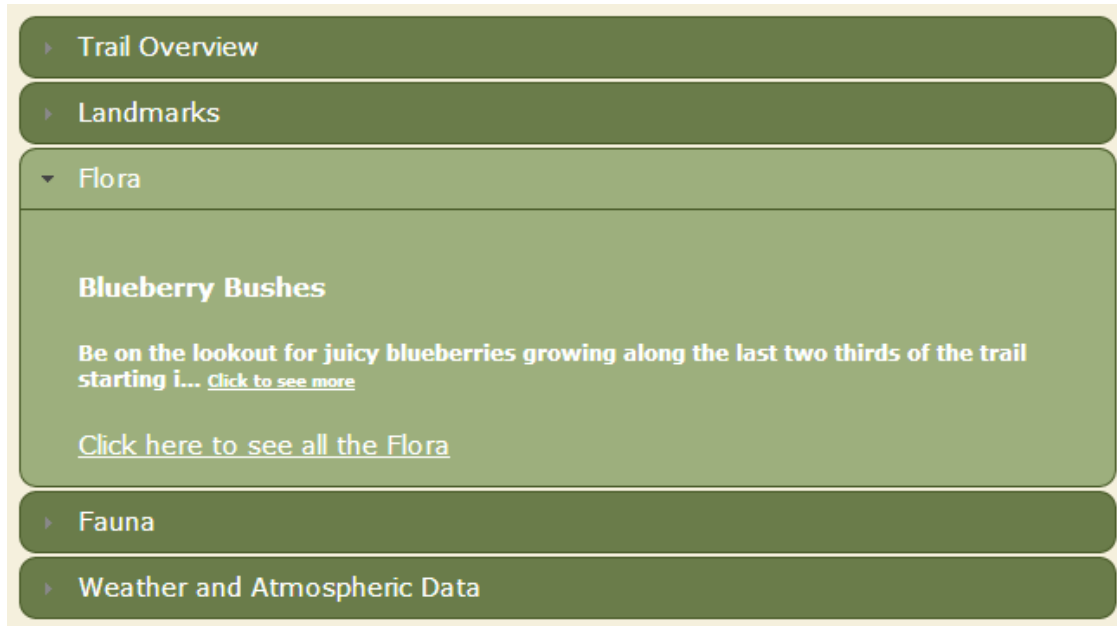 Trail Overview
Landmarks
Flora
Blueberry Bushes
Be on the lookout for juicy blueberries growing along the last two thirds of the trail
starting i... Click to see more
Click here to see all the Flora
Fauna
Weather and Atmospheric Data